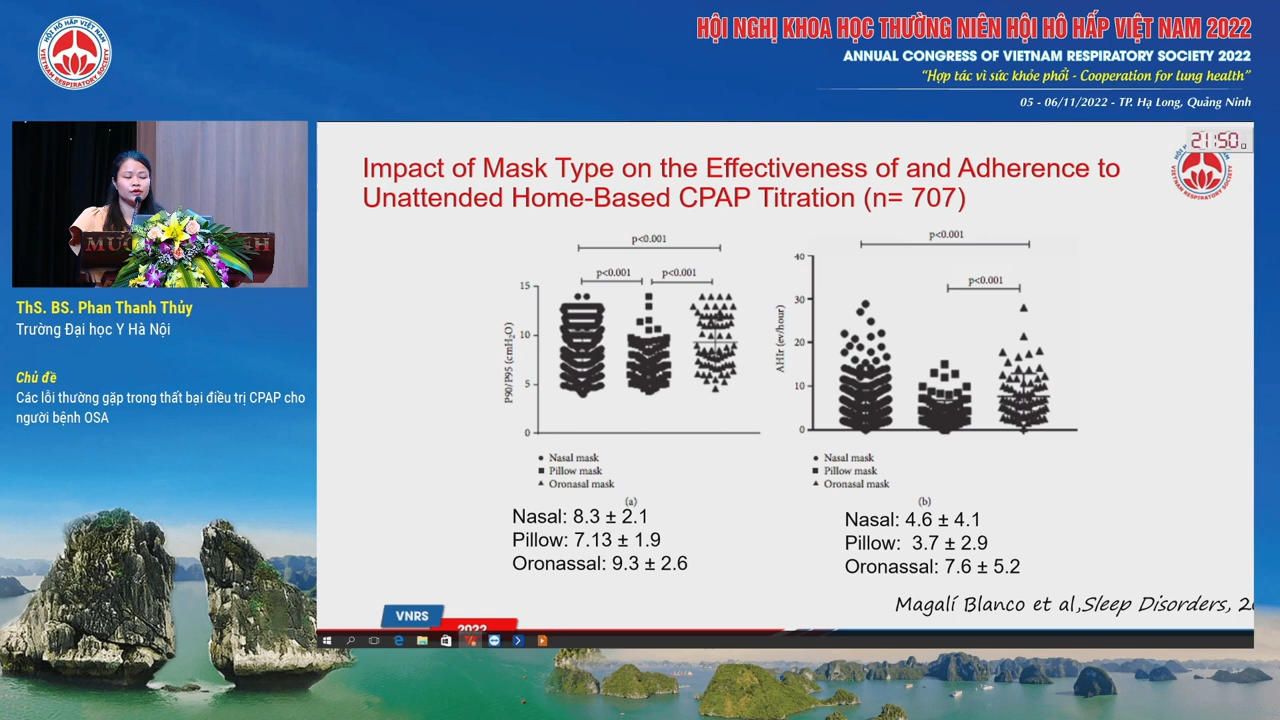 HỘI HÔ HẤP VIỆT NAM
VIETNAM RESPIRATORY SOCIETY
HỘI NGHỊ KHOA HỌC THƯỜNG NIÊN HỘI HÔ HẤP VIỆT NAM 2022
ANNUAL CONGRESS OF VIETNAM RESPIRATORY SOCIETY 2022
“Hợp tác vì sức khỏe phổi - Cooperation for lung health”
05 - 06/11/2022 - TP. Hạ Long, Quảng Ninh
ThS. BS. Phan Thanh Thủy
Trường Đại học Y Hà Nội
Chủ đề
Các lỗi thường gặp trong thất bại điều trị CPAP cho
người bệnh OSA
21:50
Impact of Mask Type on the Effectiveness of and Adherence to
Unattended Home-Based CPAP Titration (n= 707)
p<0.001
p<0.001 p<0.001
P90/P95 (cmH2O)
15
10
5
0
Nasal mask
Pillow mask
Oronasal mask
(a)
p<0.001
p<0.001
AHIr (ev/hour)
40
30
20
10
0
Nasal mask
Pillow mask
Oronasal mask
(b)
Nasal: 8.3 ± 2.1
Pillow: 7.13 ± 1.9
Oronassal: 9.3 ± 2.6
Nasal: 4.6 ± 4.1
Pillow: 3.7 ± 2.9
Oronassal: 7.6 ± 5.2
Magalí Blanco et al,Sleep Disorders,
VNRS
2022